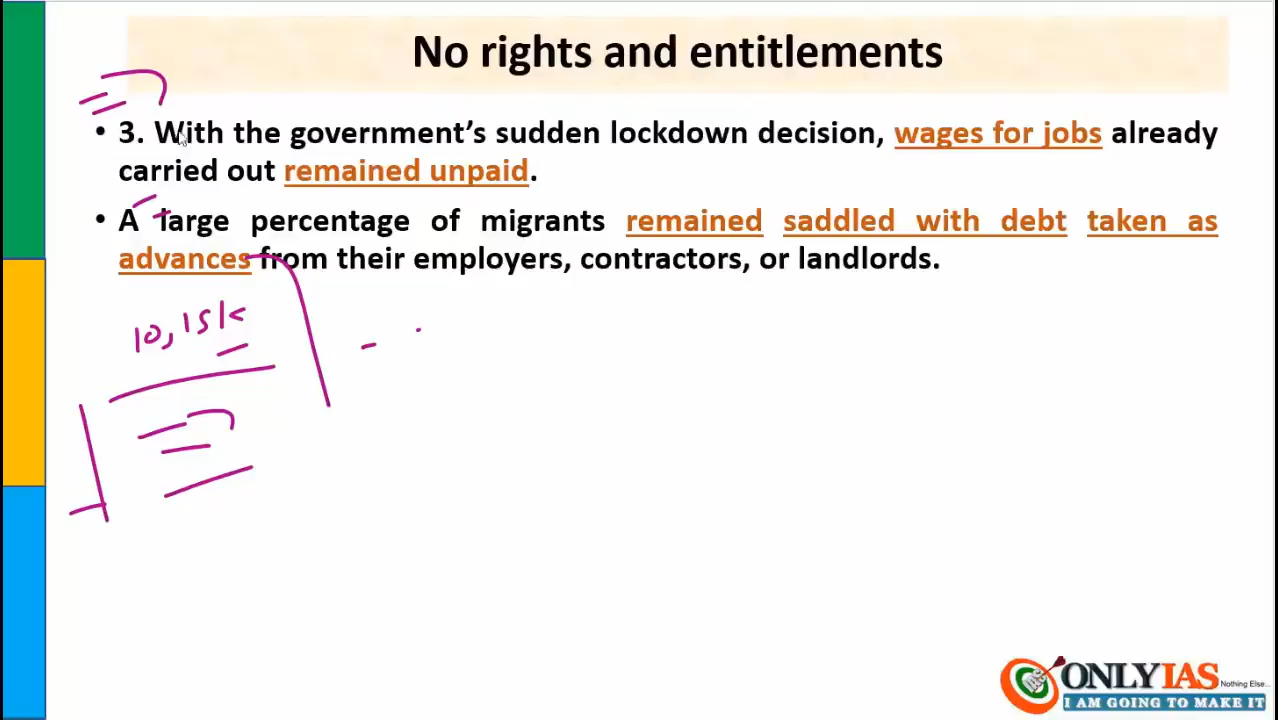 No rights and entitlements
• 3. With the government’s sudden lockdown decision, wages for jobs already
carried out remained unpaid.
• A large percentage of migrants remained saddled with debt taken as
advances from their employers, contractors, or landlords.
10, 15k
ONLYIAS
Nothing Else...
I AM GOING TO MAKE IT